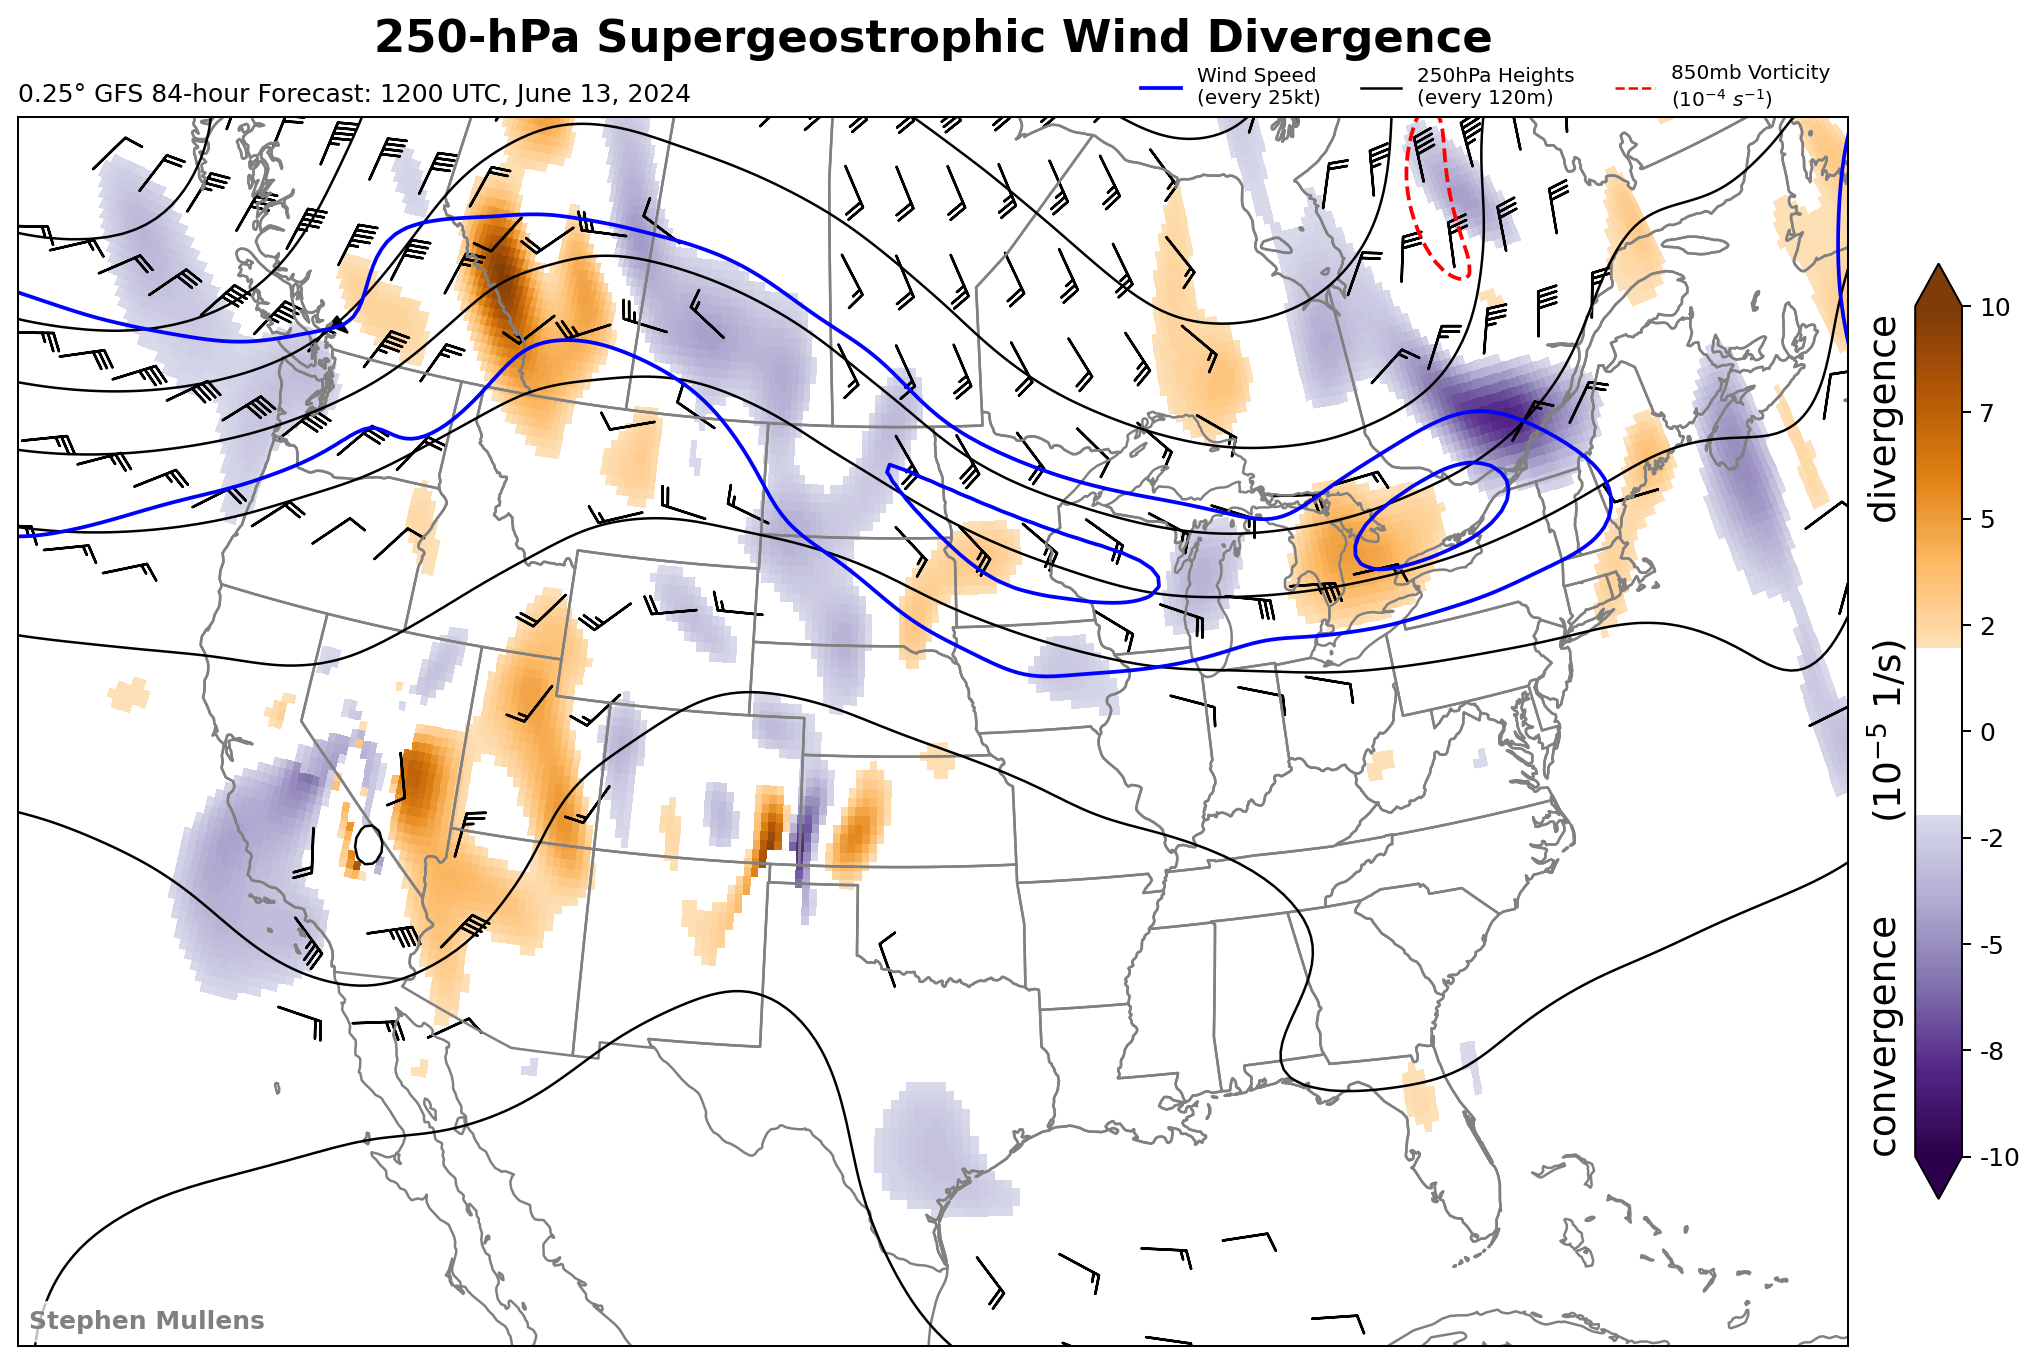 250-hPa Supergeostrophic Wind Divergence
0.25° GFS 84-hour Forecast: 1200 UTC, June 13, 2024
Wind Speed
(every 25kt)
250hPa Heights
(every 120m)
850mb Vorticity
(10⁻⁴ s⁻¹)
10
7
5
2
0
-2
-5
-8
-10
convergence (10⁻⁵ 1/s) divergence
Stephen Mullens